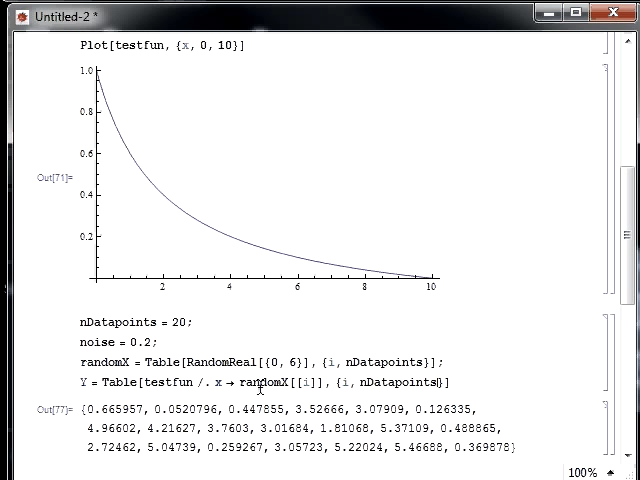 Untitled-2 *
Plot[testfun, {x, 0, 10}]
1.0
0.8
0.6
Out[71]=
0.4
0.2
2 4 6 8 10
nDatapoints = 20;
noise = 0.2;
randomX = Table[RandomReal[{0, 6}], {i, nDatapoints}];
Y = Table[testfun /. x → randomX[[i]], {i, nDatapoints}]
Out[77]= {0.665957, 0.0520796, 0.447855, 3.52666, 3.07909, 0.126335,
4.96602, 4.21627, 3.7603, 3.01684, 1.81068, 5.37109, 0.488865,
2.72462, 5.04739, 0.259267, 3.05723, 5.22024, 5.46688, 0.369878}
100%